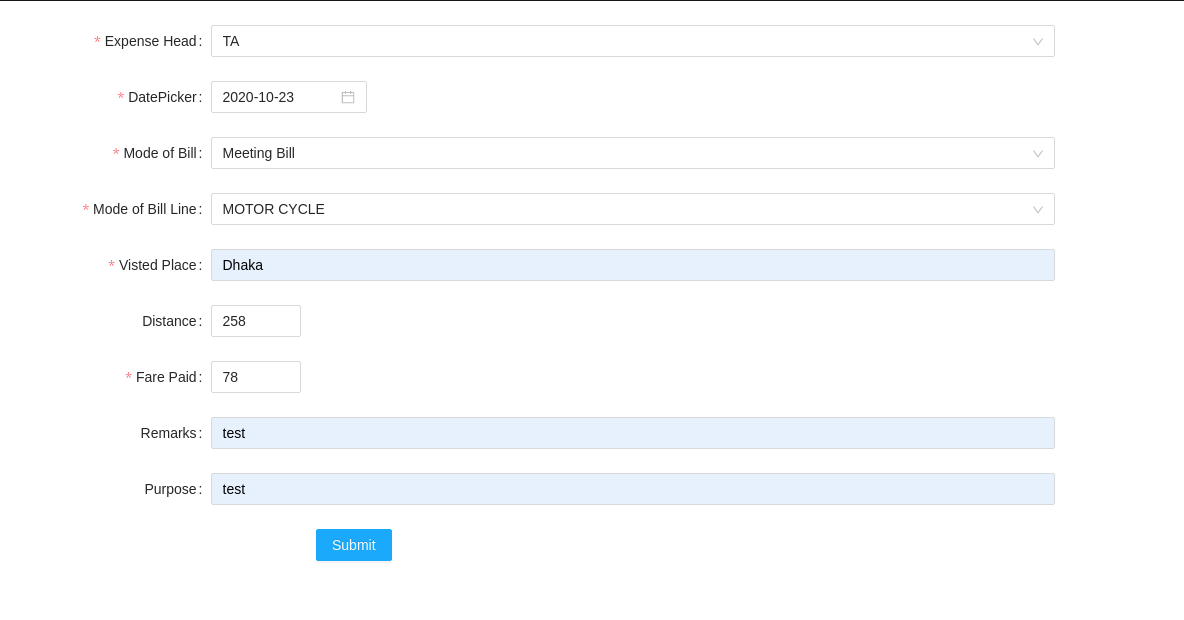 * Expense Head: TA
* DatePicker: 2020-10-23
* Mode of Bill: Meeting Bill
* Mode of Bill Line: MOTOR CYCLE
* Visted Place: Dhaka
Distance: 258
* Fare Paid: 78
Remarks: test
Purpose: test
Submit